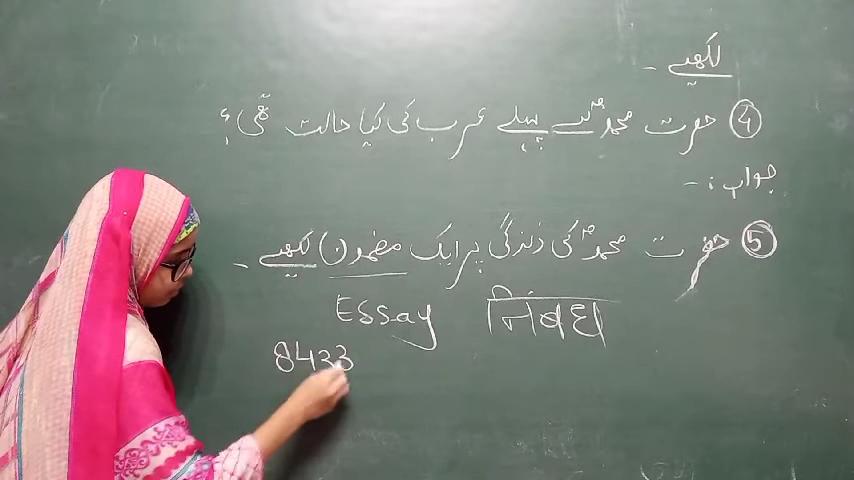 لکھیے ۔
④ حضرت محمدؐ سے پہلے عرب کی کیا حالت تھی؟
جواب: ۔
⑤ حضرت محمدؐ کی زندگی پر ایک مضمون لکھیے ۔
Essay निबंध
8433